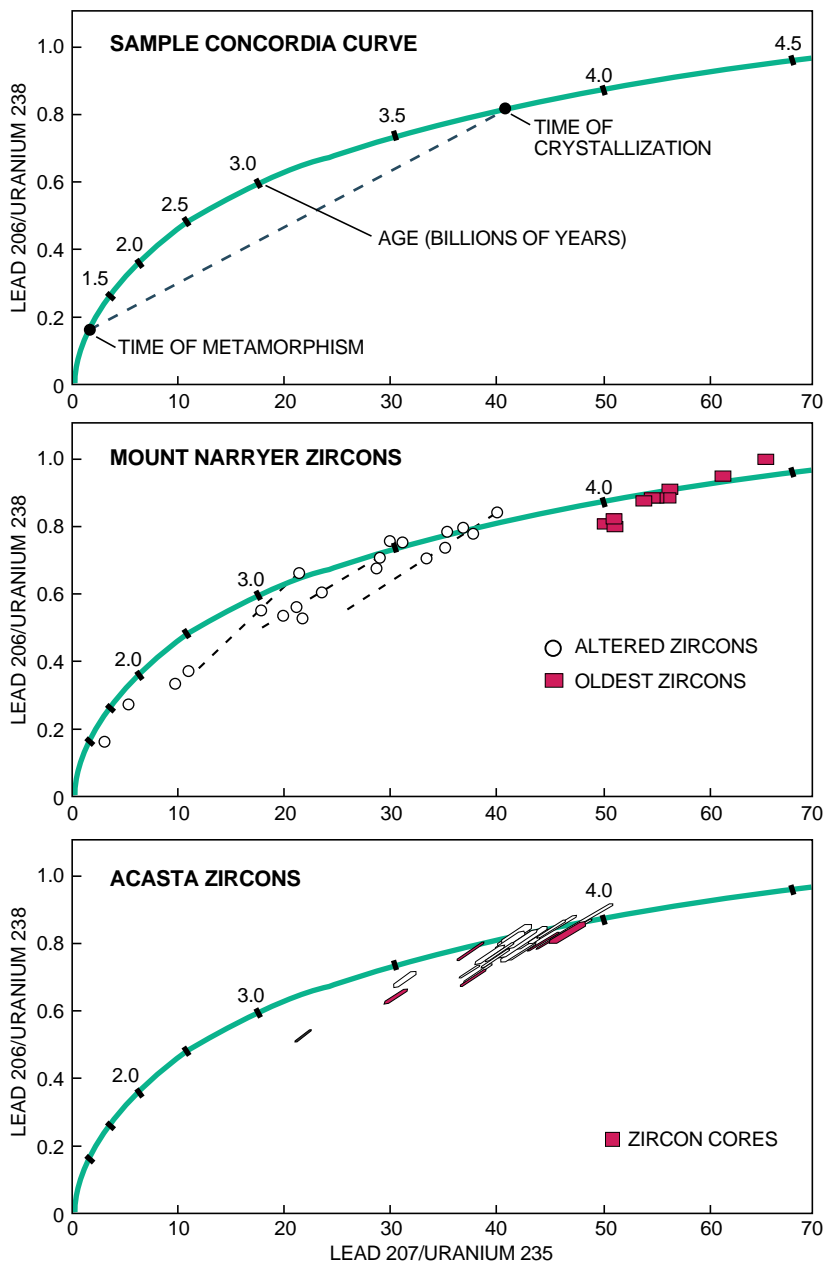 SAMPLE CONCORDIA CURVE
LEAD 206/URANIUM 238
1.0
0.8
0.6
0.4
0.2
0
1.5
2.0
2.5
3.0
3.5
4.0
4.5
TIME OF
CRYSTALLIZATION
AGE (BILLIONS OF YEARS)
TIME OF METAMORPHISM
0 10 20 30 40 50 60 70
MOUNT NARRYER ZIRCONS
LEAD 206/URANIUM 238
1.0
0.8
0.6
0.4
0.2
0
2.0
3.0
4.0
ALTERED ZIRCONS
OLDEST ZIRCONS
0 10 20 30 40 50 60 70
ACASTA ZIRCONS
LEAD 206/URANIUM 238
1.0
0.8
0.6
0.4
0.2
0
2.0
3.0
4.0
ZIRCON CORES
0 10 20 30 40 50 60 70
LEAD 207/URANIUM 235